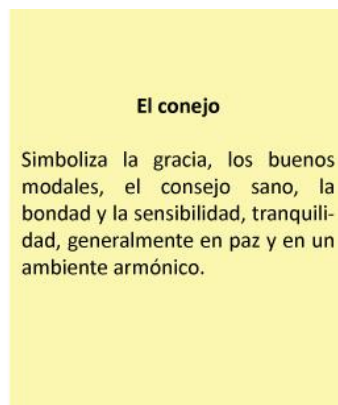 El conejo
Simboliza la gracia, los buenos
modales, el consejo sano, la
bondad y la sensibilidad, tranquili-
dad, generalmente en paz y en un
ambiente armónico.